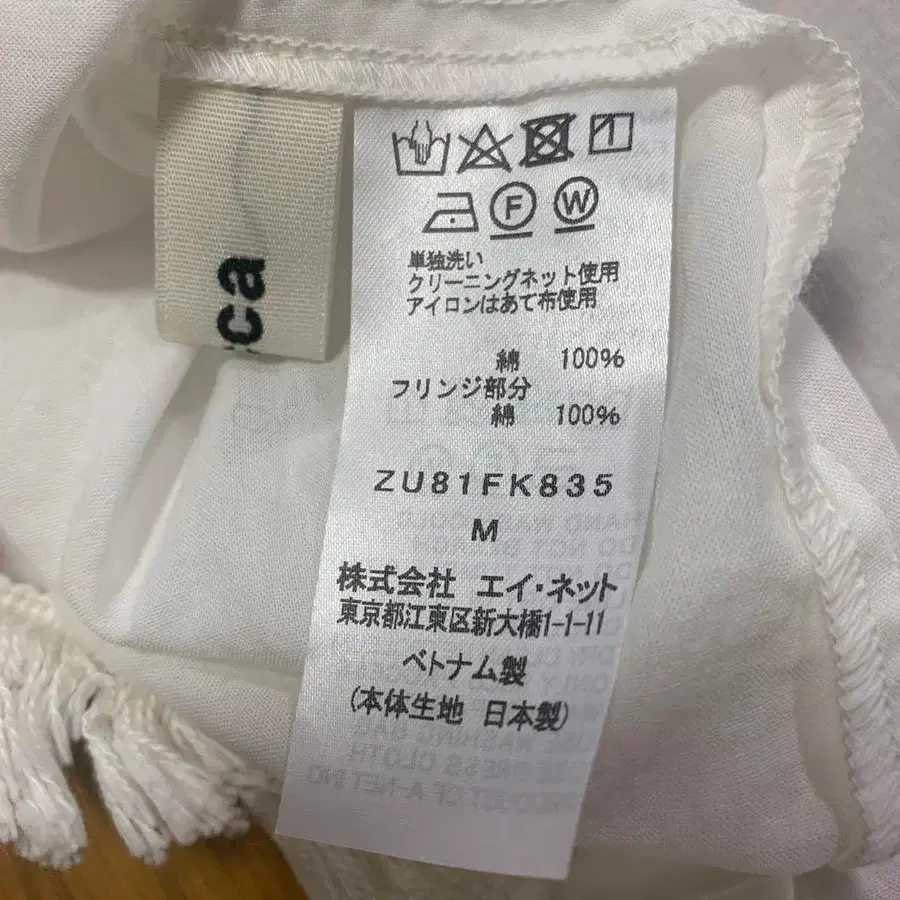 ca
F W
単独洗い
クリーニングネット使用
アイロンはあて布使用
綿 100%
フリンジ部分
綿 100%
ZU81FK835
M
株式会社 エイ・ネット
東京都江東区新大橋1-1-11
ベトナム製
(本体生地 日本製)